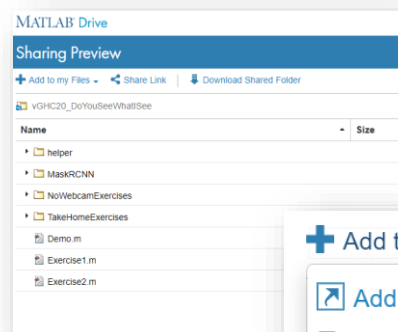 MATLAB Drive
Sharing Preview
Add to my Files Share Link Download Shared Folder
vGHC20_DoYouSeeWhatISee
Name Size
helper
MaskRCNN
NoWebcamExercises
TakeHomeExercises
Demo.m
Exercise1.m
Exercise2.m
Add t
Add